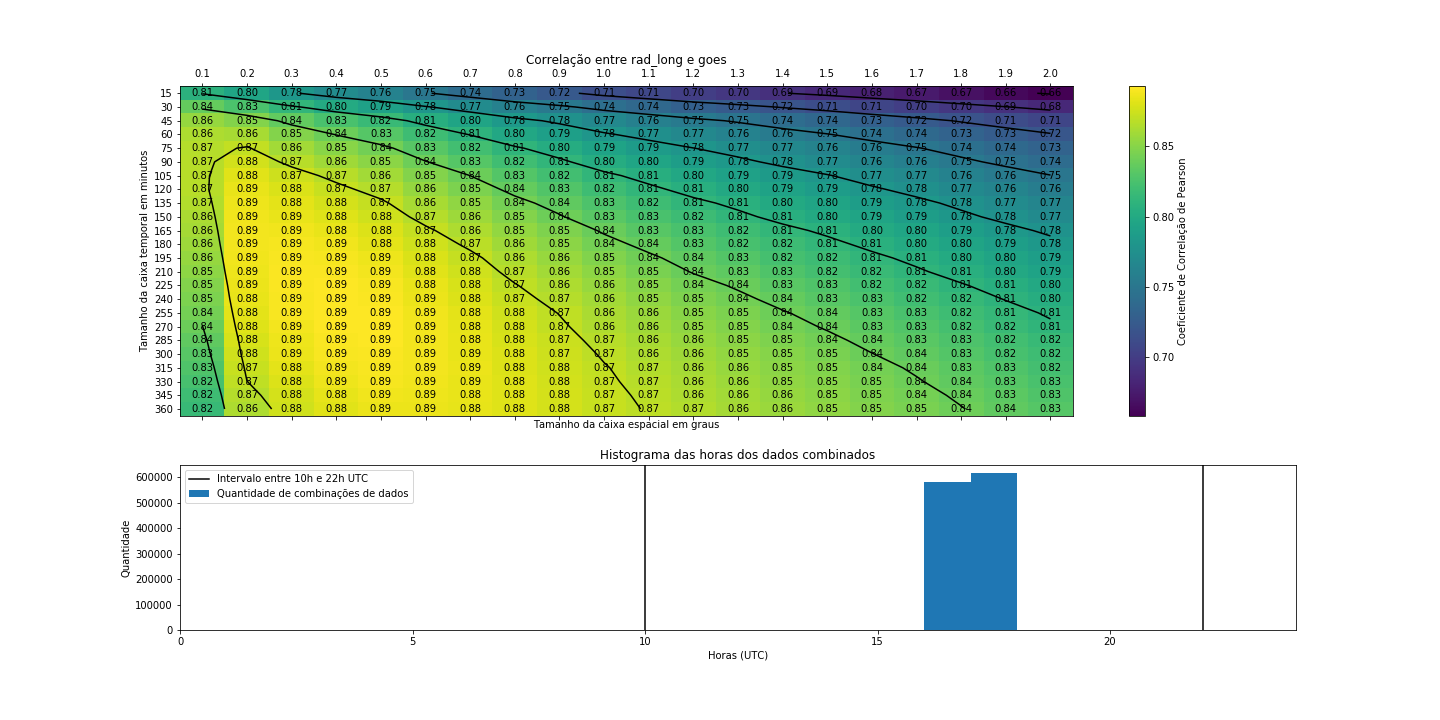 Correlação entre rad_long e goes
0.1 0.2 0.3 0.4 0.5 0.6 0.7 0.8 0.9 1.0 1.1 1.2 1.3 1.4 1.5 1.6 1.7 1.8 1.9 2.0
15 0.81 0.80 0.78 0.77 0.76 0.75 0.74 0.73 0.72 0.71 0.71 0.70 0.70 0.69 0.69 0.68 0.67 0.67 0.66 0.66
30 0.84 0.83 0.81 0.80 0.79 0.78 0.77 0.76 0.75 0.74 0.74 0.73 0.73 0.72 0.71 0.71 0.70 0.70 0.69 0.68
45 0.86 0.85 0.84 0.83 0.82 0.81 0.80 0.78 0.78 0.77 0.76 0.75 0.75 0.74 0.74 0.73 0.72 0.72 0.71 0.71
60 0.86 0.86 0.85 0.84 0.83 0.82 0.81 0.80 0.79 0.78 0.77 0.77 0.76 0.76 0.75 0.74 0.74 0.73 0.73 0.72
75 0.87 0.87 0.86 0.85 0.84 0.83 0.82 0.81 0.80 0.79 0.79 0.78 0.77 0.76 0.76 0.76 0.75 0.74 0.74 0.73
90 0.87 0.88 0.87 0.86 0.85 0.84 0.83 0.82 0.81 0.80 0.80 0.79 0.78 0.78 0.77 0.76 0.76 0.75 0.75 0.74
105 0.87 0.88 0.87 0.87 0.86 0.85 0.84 0.83 0.82 0.81 0.81 0.80 0.79 0.79 0.78 0.77 0.77 0.76 0.76 0.75
120 0.87 0.89 0.88 0.87 0.87 0.86 0.85 0.84 0.83 0.82 0.81 0.81 0.80 0.79 0.79 0.78 0.78 0.77 0.76 0.76
135 0.87 0.89 0.88 0.88 0.87 0.86 0.85 0.84 0.84 0.83 0.82 0.81 0.81 0.80 0.80 0.79 0.78 0.78 0.77 0.77
150 0.86 0.89 0.89 0.88 0.88 0.87 0.86 0.85 0.84 0.83 0.83 0.82 0.81 0.81 0.80 0.79 0.79 0.78 0.78 0.77
165 0.86 0.89 0.89 0.88 0.88 0.87 0.86 0.85 0.85 0.84 0.83 0.83 0.82 0.81 0.81 0.80 0.80 0.79 0.78 0.78
180 0.86 0.89 0.89 0.89 0.88 0.88 0.87 0.86 0.85 0.84 0.84 0.83 0.82 0.82 0.81 0.81 0.80 0.80 0.79 0.78
195 0.86 0.89 0.89 0.89 0.89 0.88 0.87 0.86 0.86 0.85 0.84 0.84 0.83 0.82 0.82 0.81 0.81 0.80 0.80 0.79
210 0.85 0.89 0.89 0.89 0.89 0.88 0.88 0.87 0.86 0.85 0.85 0.84 0.83 0.83 0.82 0.82 0.81 0.81 0.80 0.79
225 0.85 0.89 0.89 0.89 0.89 0.88 0.88 0.87 0.86 0.86 0.85 0.84 0.84 0.83 0.83 0.82 0.82 0.81 0.81 0.80
240 0.85 0.88 0.89 0.89 0.89 0.89 0.88 0.87 0.87 0.86 0.85 0.85 0.84 0.84 0.83 0.83 0.82 0.82 0.81 0.80
255 0.84 0.88 0.89 0.89 0.89 0.89 0.88 0.88 0.87 0.86 0.86 0.85 0.85 0.84 0.84 0.83 0.83 0.82 0.81 0.81
270 0.84 0.88 0.89 0.89 0.89 0.89 0.88 0.88 0.87 0.86 0.86 0.85 0.85 0.84 0.84 0.83 0.83 0.82 0.82 0.81
285 0.84 0.88 0.89 0.89 0.89 0.89 0.88 0.88 0.87 0.87 0.86 0.86 0.85 0.85 0.84 0.84 0.83 0.83 0.82 0.82
300 0.83 0.88 0.89 0.89 0.89 0.89 0.88 0.88 0.87 0.87 0.86 0.86 0.85 0.85 0.84 0.84 0.84 0.83 0.82 0.82
315 0.83 0.87 0.88 0.89 0.89 0.89 0.89 0.88 0.88 0.87 0.87 0.86 0.86 0.85 0.85 0.84 0.84 0.83 0.83 0.82
330 0.82 0.87 0.88 0.89 0.89 0.89 0.89 0.88 0.88 0.87 0.87 0.86 0.86 0.85 0.85 0.85 0.84 0.84 0.83 0.83
345 0.82 0.87 0.88 0.88 0.89 0.89 0.89 0.88 0.88 0.87 0.87 0.86 0.86 0.86 0.85 0.85 0.84 0.84 0.83 0.83
360 0.82 0.86 0.88 0.88 0.89 0.89 0.88 0.88 0.88 0.87 0.87 0.87 0.86 0.86 0.85 0.85 0.85 0.84 0.84 0.83
Tamanho da caixa temporal em minutos
Tamanho da caixa espacial em graus
0.85
0.80
0.75
0.70
Coeficiente de Correlação de Pearson
Histograma das horas dos dados combinados
Intervalo entre 10h e 22h UTC
Quantidade de combinações de dados
600000
500000
400000
300000
200000
100000
0
Quantidade
0 5 10 15 20
Horas (UTC)